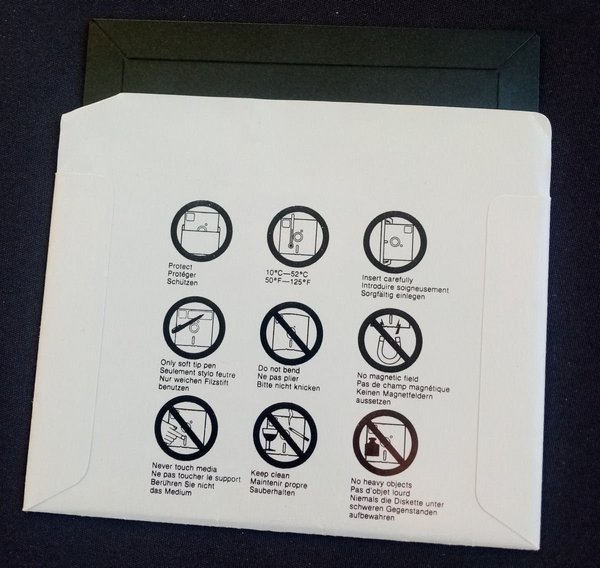 Protect
Protéger
Schützen
10°C—52°C
50°F—125°F
Insert carefully
Introduire soigneusement
Sorgfältig einlegen
Only soft tip pen
Seulement stylo feutre
Nur weichen Filzstift
benutzen
Do not bend
Ne pas plier
Bitte nicht knicken
No magnetic field
Pas de champ magnétique
Keinen Magnetfeldern
aussetzen
Never touch media
Ne pas toucher le support
Berühren Sie nicht
das Medium
Keep clean
Maintenir propre
Sauberhalten
No heavy objects
Pas d'objet lourd
Niemals die Diskette unter
schweren Gegenstanden
aufbewahren